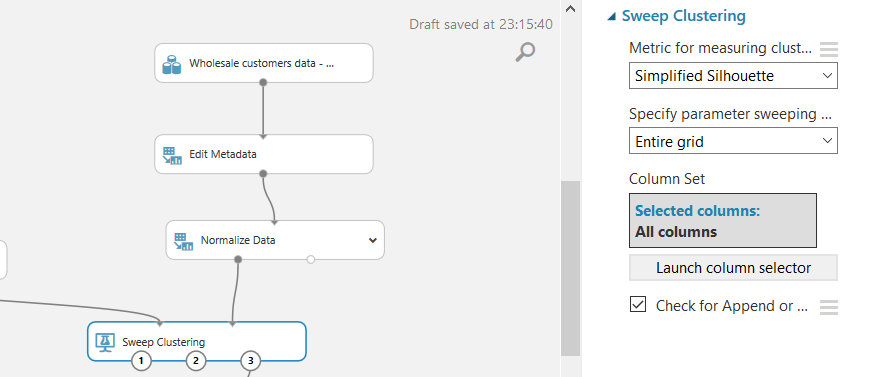 Draft saved at 23:15:40
Wholesale customers data - ...
Edit Metadata
Normalize Data
Sweep Clustering
1
2
3
Sweep Clustering
Metric for measuring clust...
Simplified Silhouette
Specify parameter sweeping ...
Entire grid
Column Set
Selected columns:
All columns
Launch column selector
Check for Append or ...